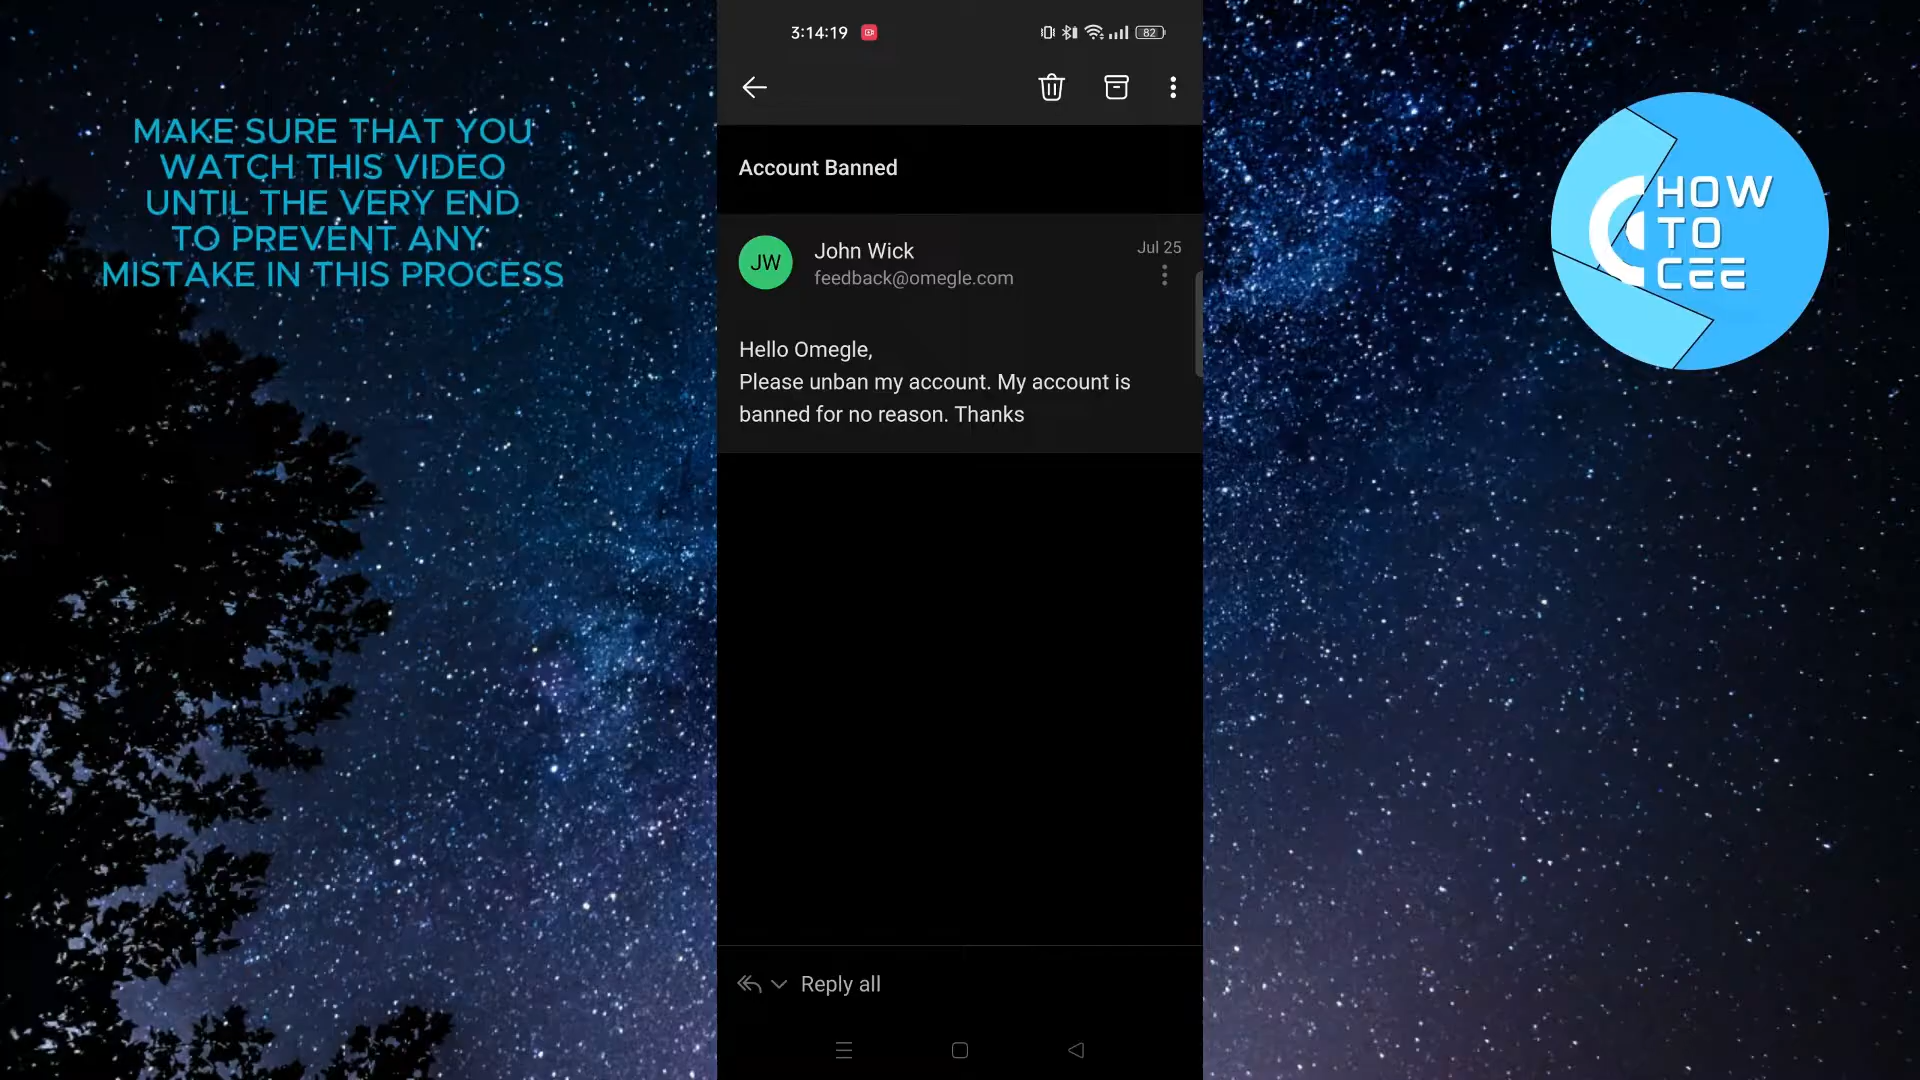 MAKE SURE THAT YOU
WATCH THIS VIDEO
UNTIL THE VERY END
TO PREVENT ANY
MISTAKE IN THIS PROCESS
3:14:19
82
Account Banned
JW
John Wick
Jul 25
feedback@omegle.com
Hello Omegle,
Please unban my account. My account is
banned for no reason. Thanks
Reply all
HOW
TO
CEE